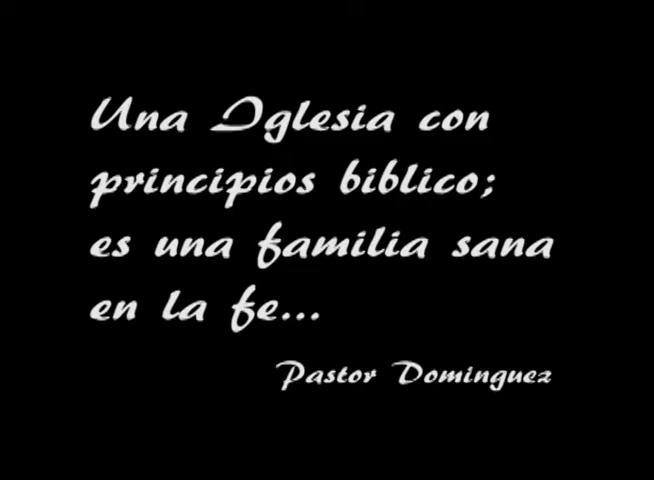 Una Iglesia con
principios biblico;
es una familia sana
en la fe...
Pastor Dominguez